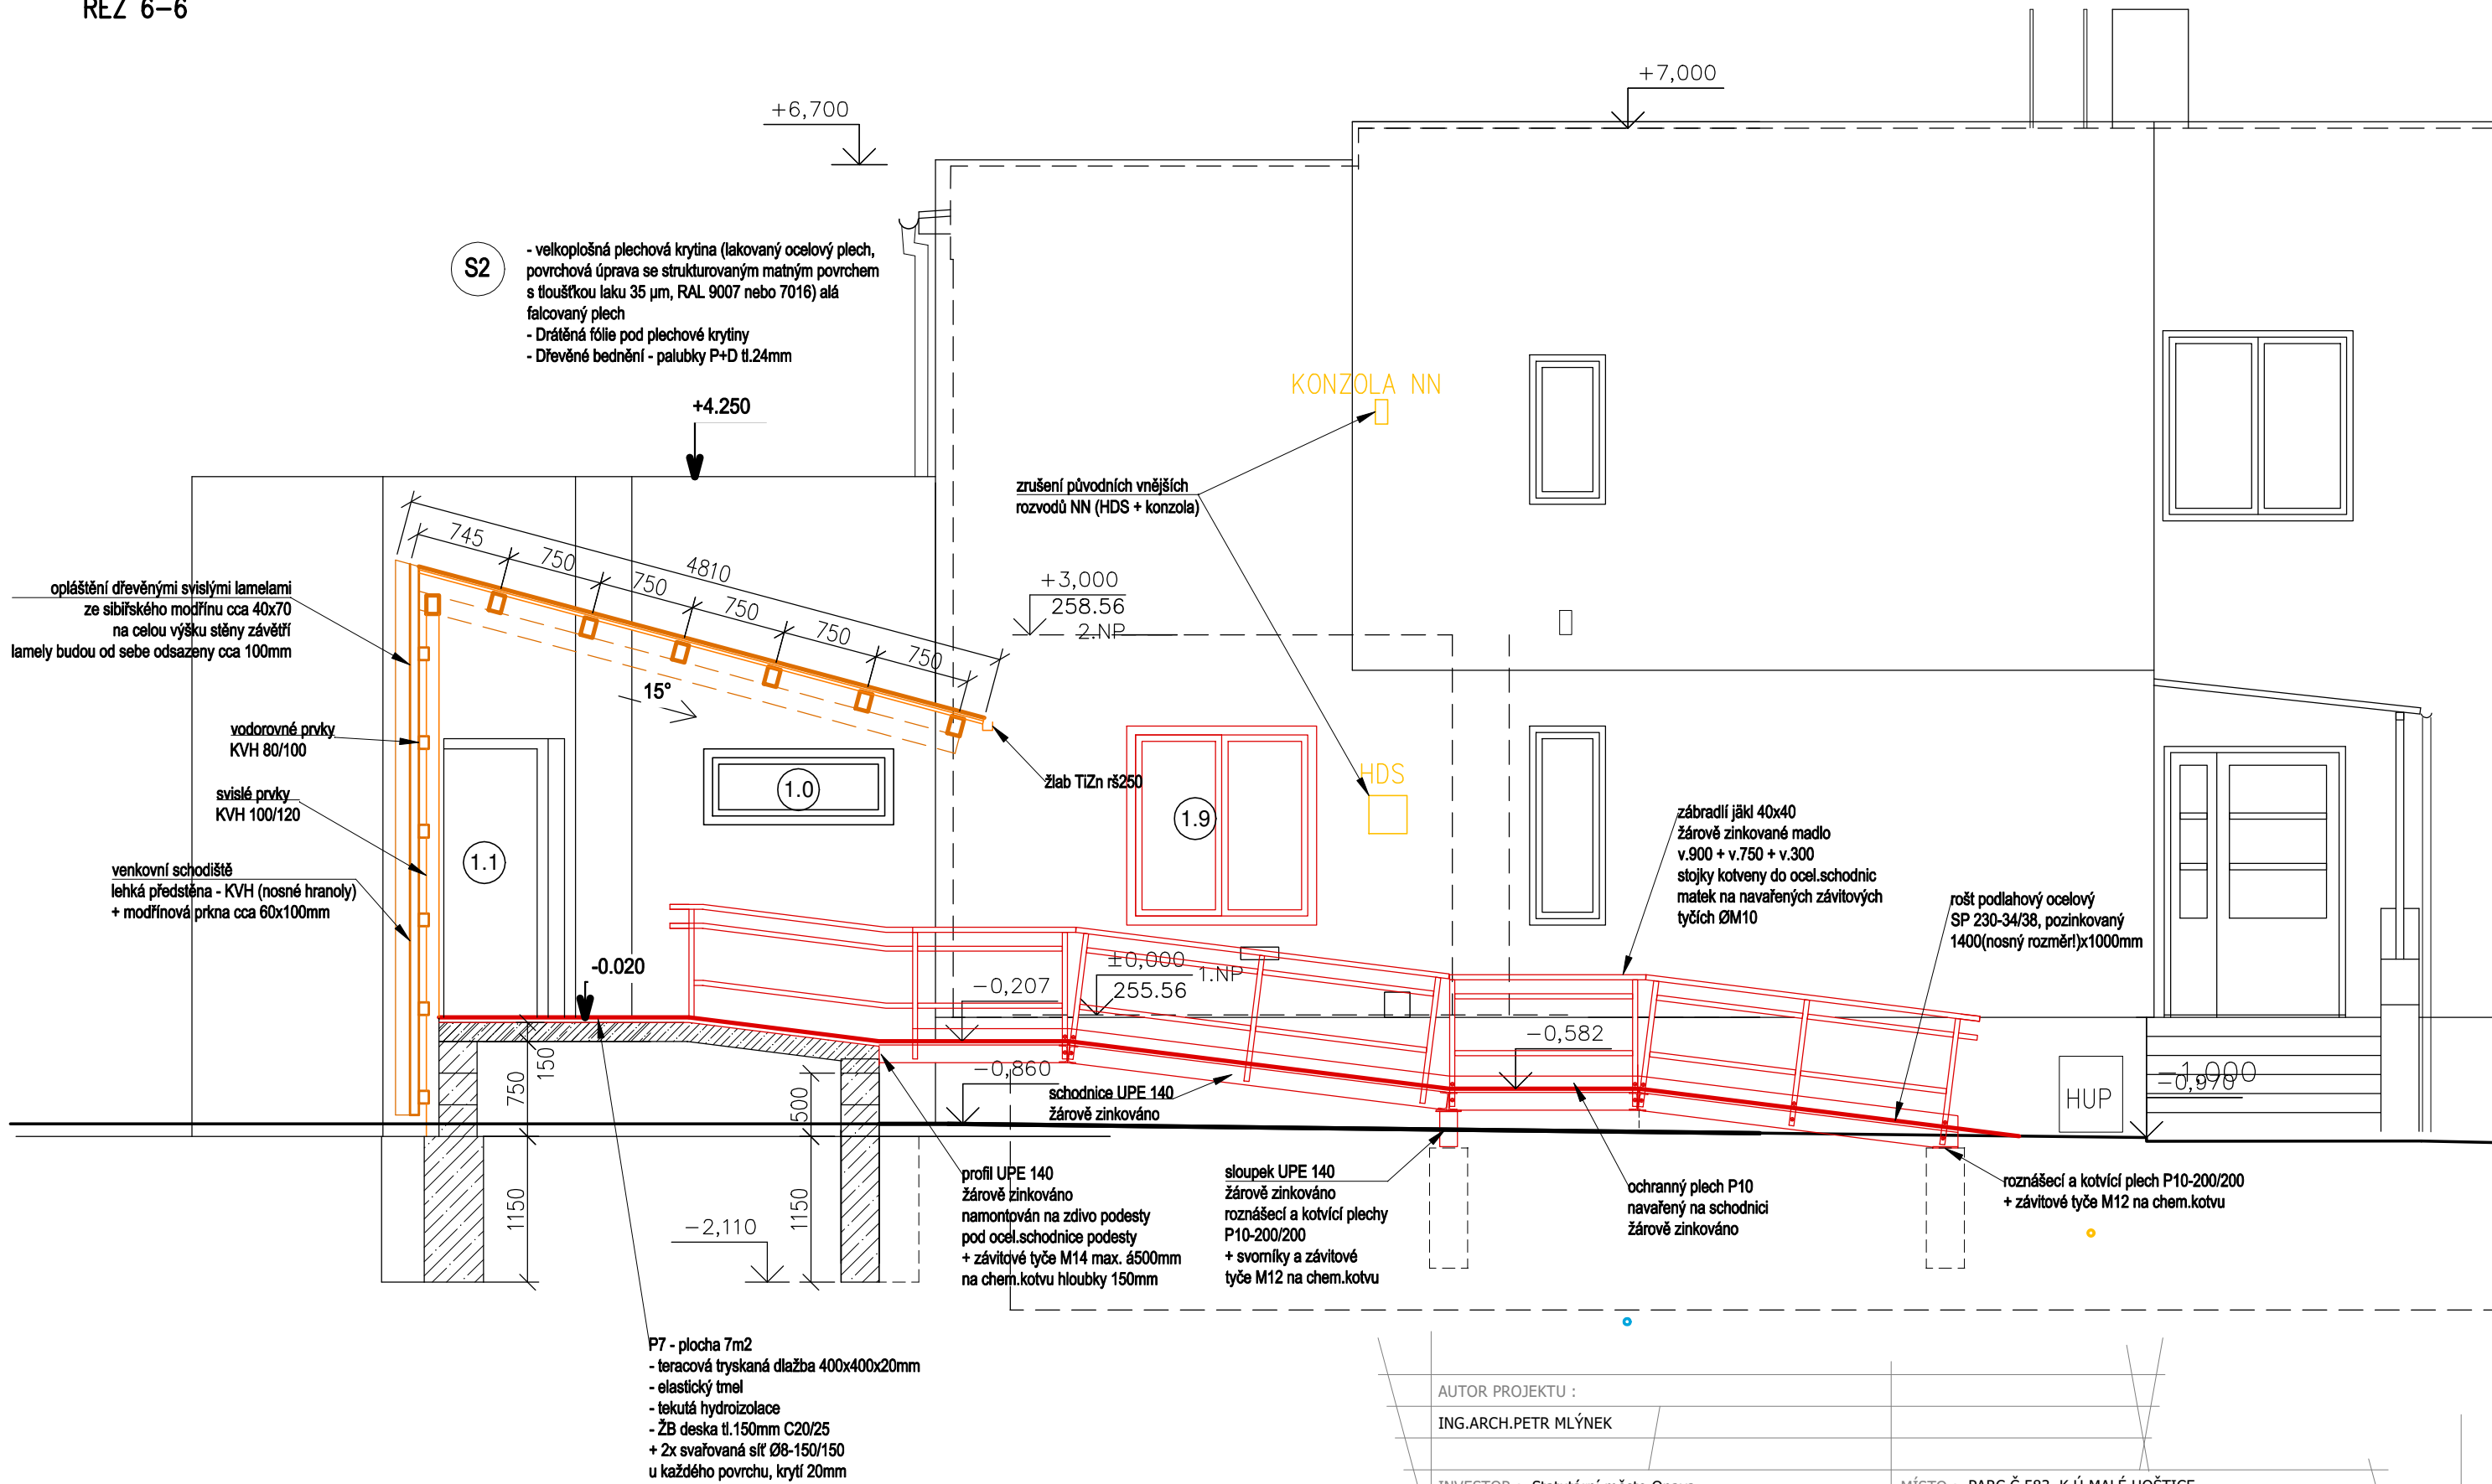 ŘEZ 6-6
+7,000
+6,700
S2
- velkoplošná plechová krytina (lakovaný ocelový plech,
povrchová úprava se strukturovaným matným povrchem
s tloušťkou laku 35 µm, RAL 9007 nebo 7016) alá
falcovaný plech
- Drátěná fólie pod plechové krytiny
- Dřevěné bednění - palubky P+D tl.24mm
+4.250
KONZOLA NN
zrušení původních vnějších
rozvodů NN (HDS + konzola)
745
750
750
750
750
750
4810
15°
+3,000
258.56
2.NP
opláštění dřevěnými svislými lamelami
ze sibiřského modřínu cca 40x70
na celou výšku stěny závětří
lamely budou od sebe odsazeny cca 100mm
vodorovné prvky
KVH 80/100
svislé prvky
KVH 100/120
venkovní schodiště
lehká předstěna - KVH (nosné hranoly)
+ modřínová prkna cca 60x100mm
1.1
1.0
žlab TiZn rš250
1.9
HDS
zábradlí jäkl 40x40
žárově zinkované madlo
v.900 + v.750 + v.300
stojky kotveny do ocel.schodnic
matek na navařených závitových
tyčích ØM10
rošt podlahový ocelový
SP 230-34/38, pozinkovaný
1400(nosný rozměr!)x1000mm
-0.020
-0,207
±0,000
255.56
1.NP
-0,582
-0,860
schodnice UPE 140
žárově zinkováno
HUP
-1,000
-0,970
150
750
1150
500
1150
-2,110
profil UPE 140
žárově zinkováno
namontován na zdivo podesty
pod ocel.schodnice podesty
+ závitové tyče M14 max. á500mm
na chem.kotvu hloubky 150mm
sloupek UPE 140
žárově zinkováno
roznášecí a kotvící plechy
P10-200/200
+ svorníky a závitové
tyče M12 na chem.kotvu
ochranný plech P10
navařený na schodnici
žárově zinkováno
roznášecí a kotvící plech P10-200/200
+ závitové tyče M12 na chem.kotvu
P7 - plocha 7m2
- teracová tryskaná dlažba 400x400x20mm
- elastický tmel
- tekutá hydroizolace
- ŽB deska tl.150mm C20/25
+ 2x svařovaná síť Ø8-150/150
u každého povrchu, krytí 20mm
AUTOR PROJEKTU :
ING.ARCH.PETR MLÝNEK
INVESTOR : Statutární město Opava
MÍSTO : PARC.Č.583, K.Ú.MALÉ HOŠTICE